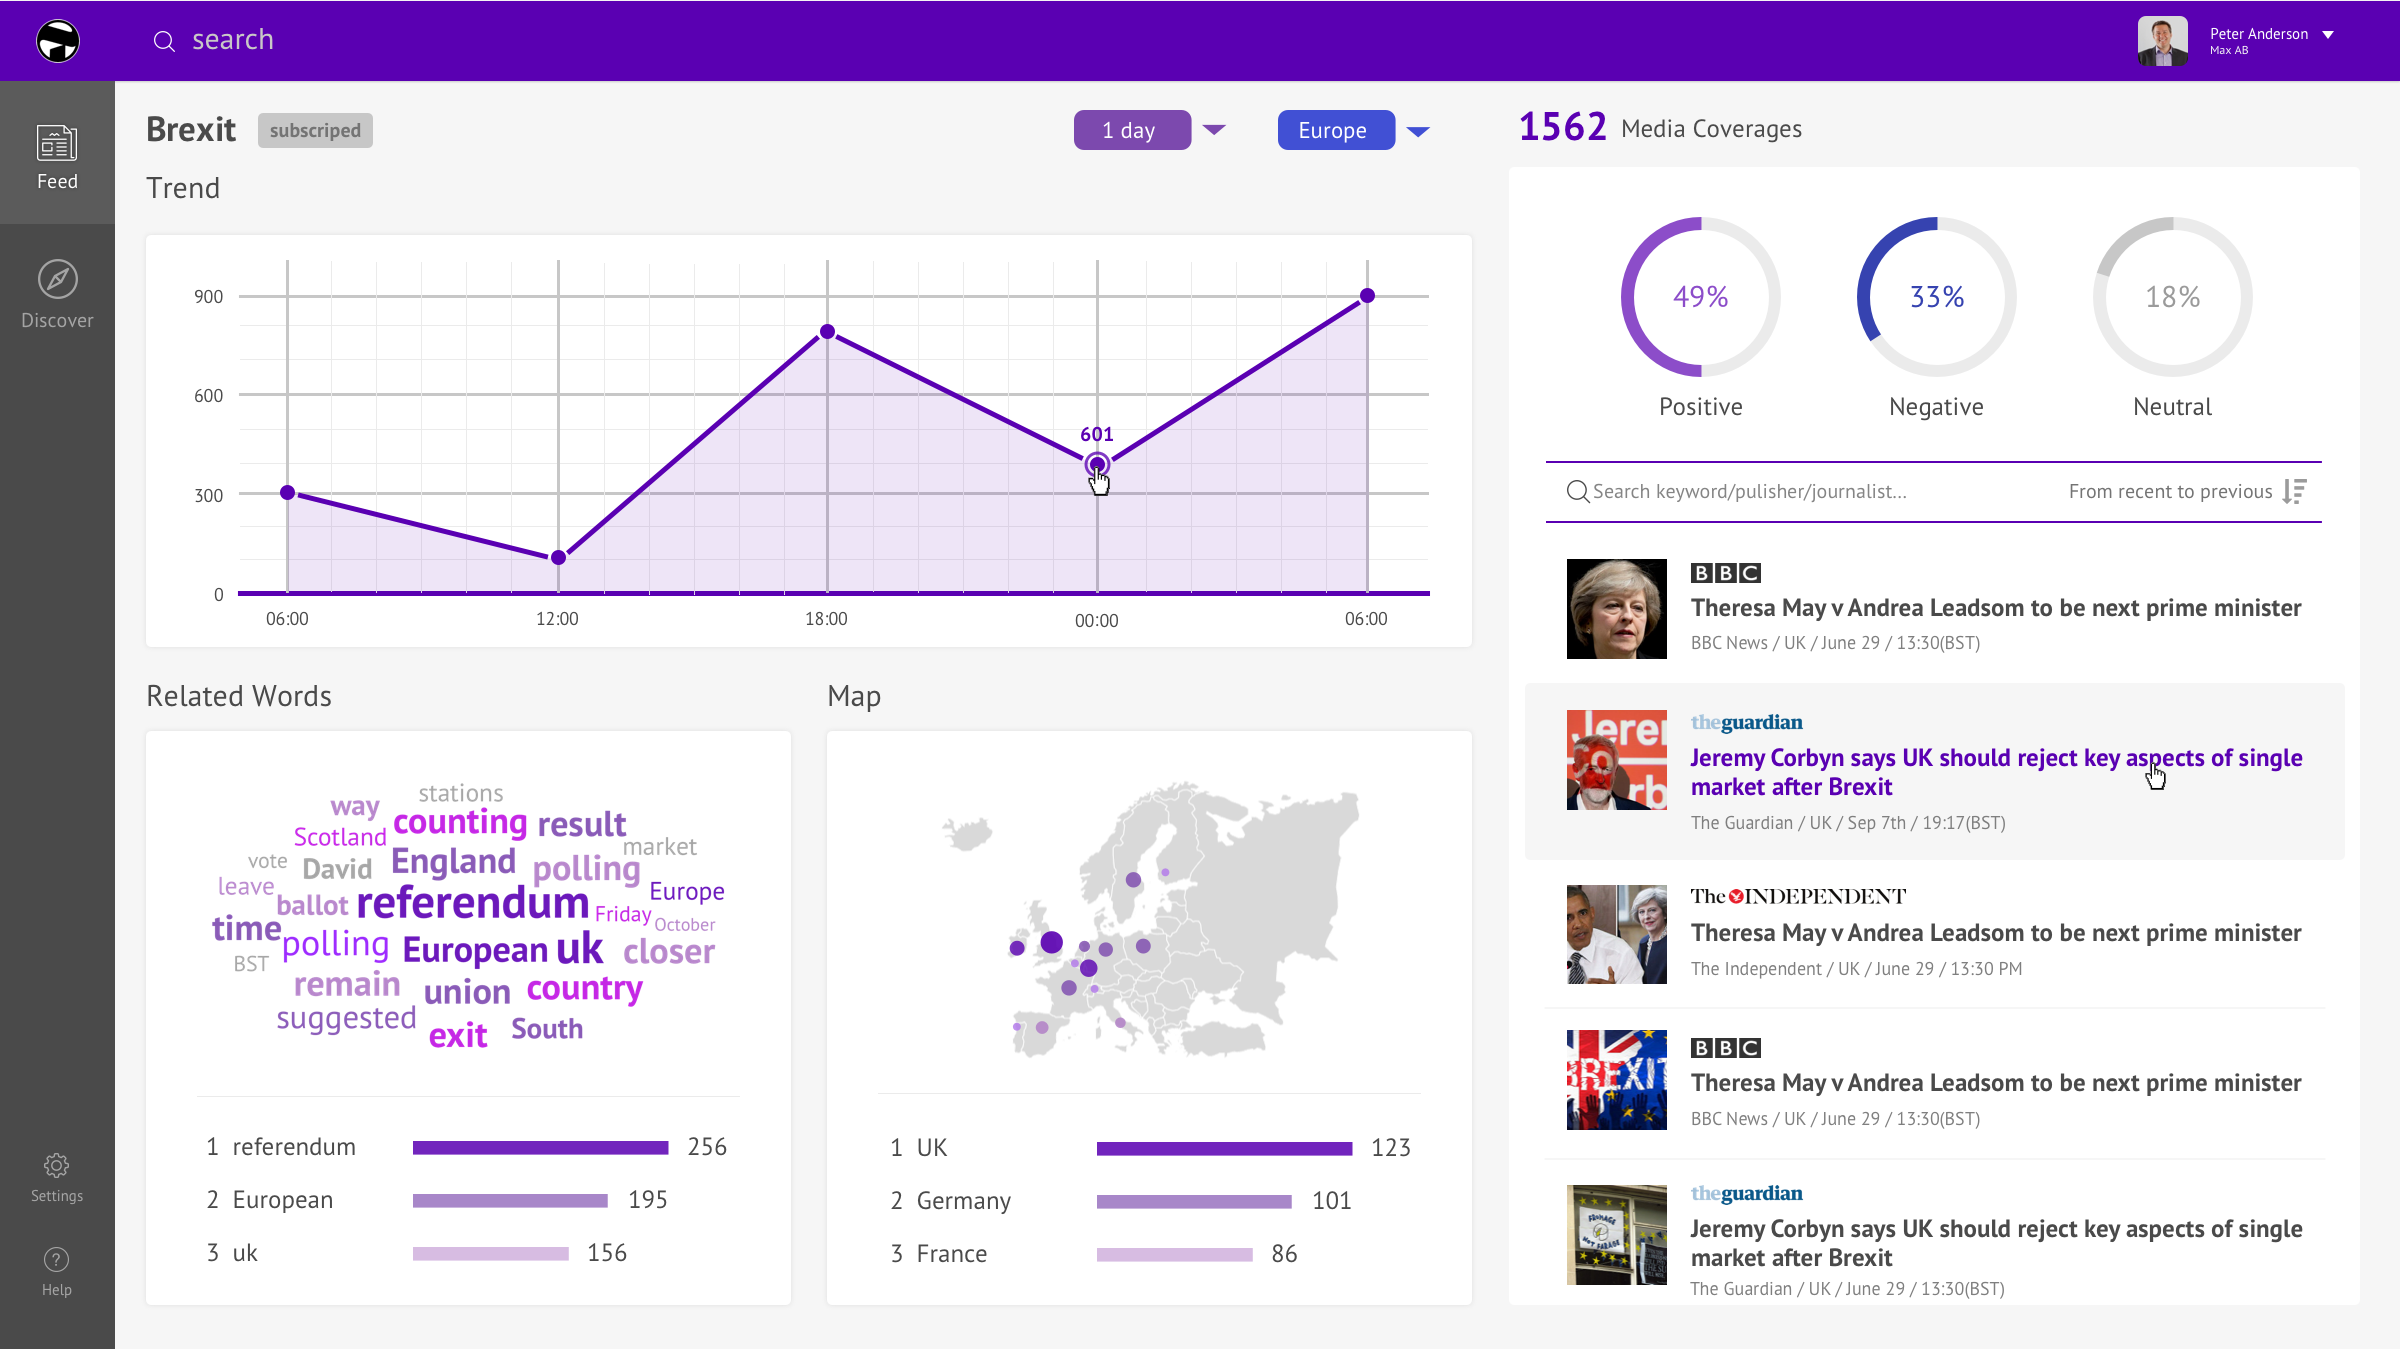 search
Peter Anderson
Max AB
Feed
Discover
Settings
Help
Brexit subscriped
1 day
Europe
Trend
900
600
300
0
601
06:00 12:00 18:00 00:00 06:00
Related Words
stations
way counting result
Scotland market
vote David England polling
leave Europe
ballot referendum Friday October
time polling European uk closer
BST
remain union country
suggested exit South
1 referendum 256
2 European 195
3 uk 156
Map
1 UK 123
2 Germany 101
3 France 86
1562 Media Coverages
49% 33% 18%
Positive Negative Neutral
Search keyword/pulisher/journalist... From recent to previous
BBC
Theresa May v Andrea Leadsom to be next prime minister
BBC News / UK / June 29 / 13:30(BST)
theguardian
Jeremy Corbyn says UK should reject key aspects of single
market after Brexit
The Guardian / UK / Sep 7th / 19:17(BST)
The INDEPENDENT
Theresa May v Andrea Leadsom to be next prime minister
The Independent / UK / June 29 / 13:30 PM
BREXIT
BBC
Theresa May v Andrea Leadsom to be next prime minister
BBC News / UK / June 29 / 13:30(BST)
theguardian
Jeremy Corbyn says UK should reject key aspects of single
market after Brexit
The Guardian / UK / June 29 / 13:30(BST)